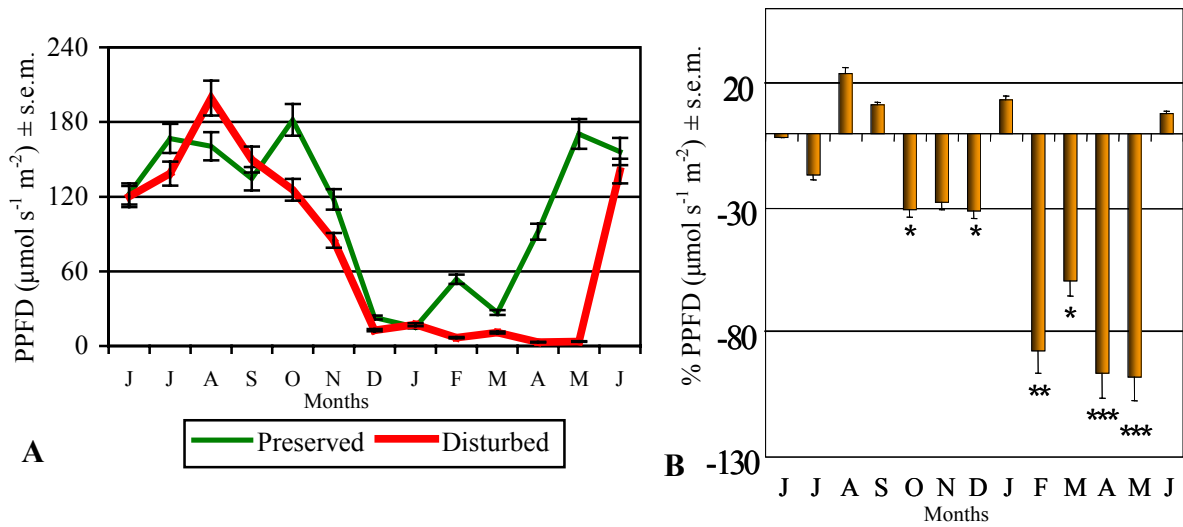 PPFD (μmol s-1 m-2) ± s.e.m.
240
180
120
60
0
J J A S O N D J F M A M J
Months
Preserved Disturbed
A
% PPFD (μmol s-1 m-2) ± s.e.m.
20
-30
-80
-130
* * ** * *** ***
J J A S O N D J F M A M J
Months
B